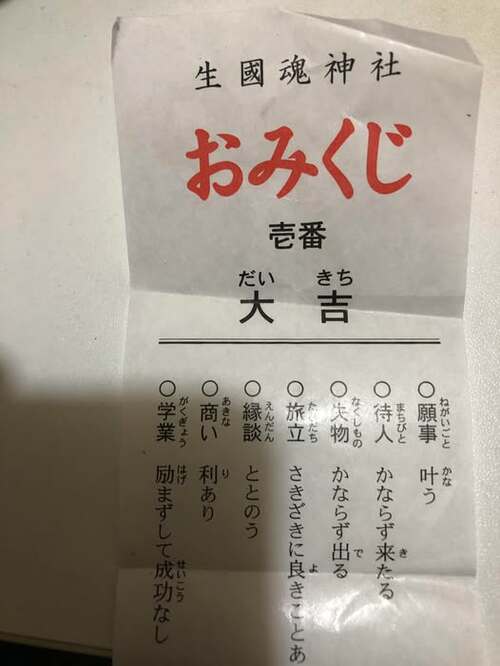 生國魂神社
おみくじ
壱番
だい きち
大吉
○願事 叶う
ねがいごと かな
○待人 かならず来たる
まちびと き
○失物 かならず出る
なくしもの で
○旅立 さきざきに良きことあ
たびだち よ
○縁談 ととのう
えんだん
○商い 利あり
あきな り
○学業 励まずして成功なし
がくぎょう はげ せいこう